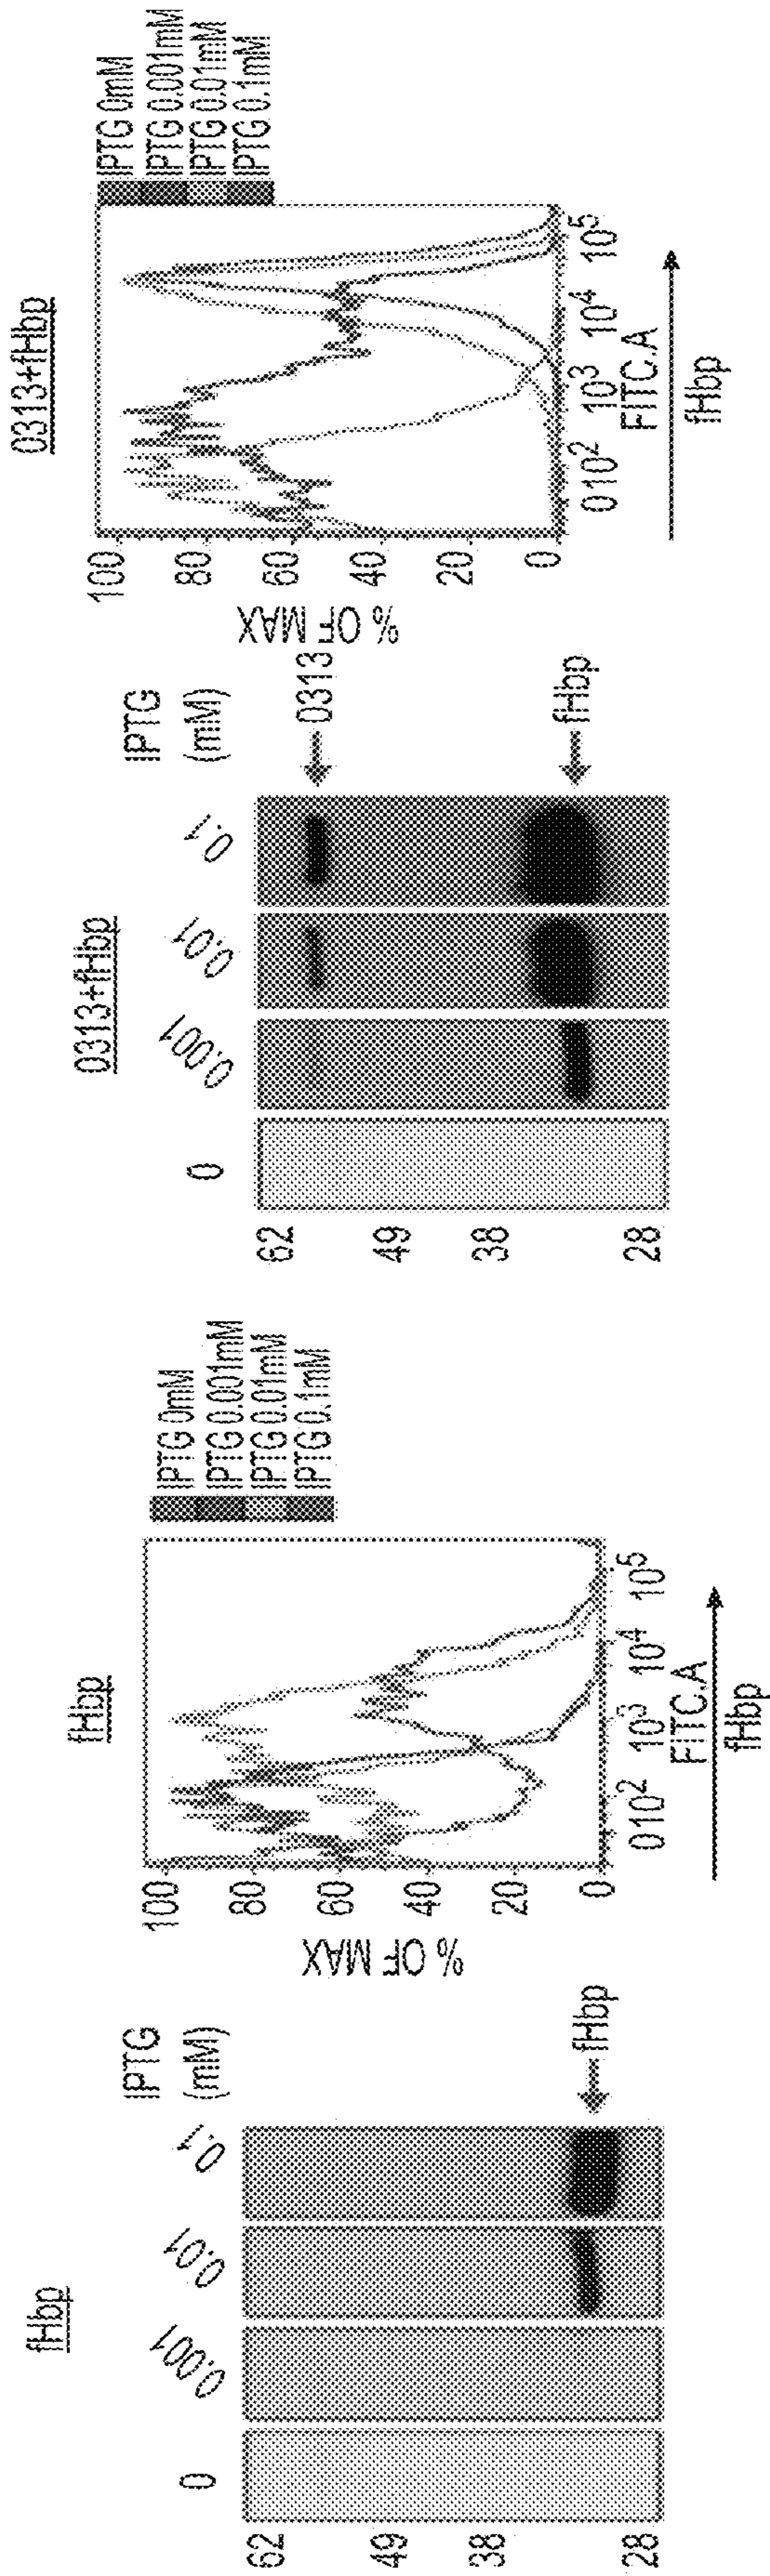 fHbp
IPTG
(mM)
0
0.001
0.01
0.1
62
49
38
28
fHbp
fHbp
IPTG 0mM
IPTG 0.001mM
IPTG 0.01mM
IPTG 0.1mM
% OF MAX
100
80
60
40
20
0
0 10² 10³ 10⁴ 10⁵
FITC.A
fHbp
0313+fHbp
IPTG
(mM)
0
0.001
0.01
0.1
62
49
38
28
0313
fHbp
0313+fHbp
IPTG 0mM
IPTG 0.001mM
IPTG 0.01mM
IPTG 0.1mM
% OF MAX
100
80
60
40
20
0
0 10² 10³ 10⁴ 10⁵
FITC.A
fHbp